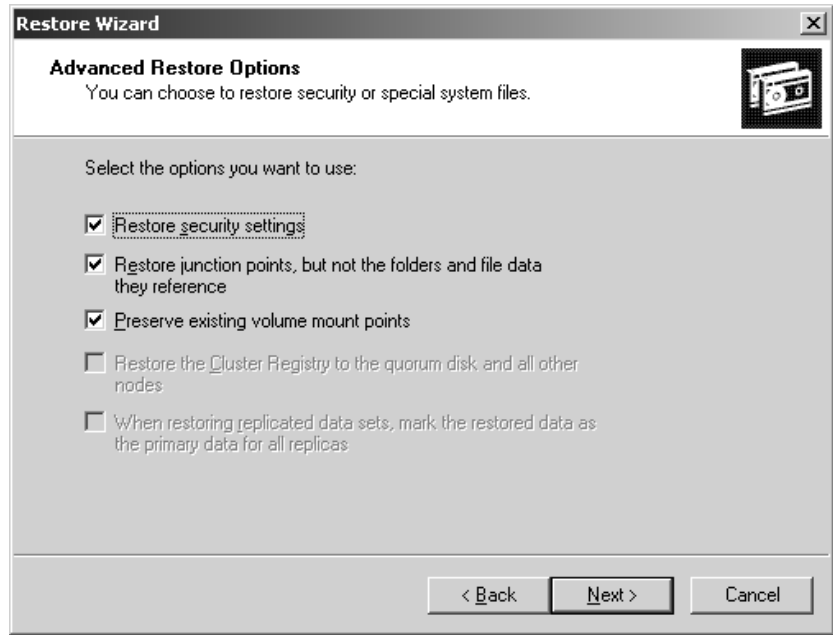 Restore Wizard
Advanced Restore Options
You can choose to restore security or special system files.
Select the options you want to use:
Restore security settings
Restore junction points, but not the folders and file data
they reference
Preserve existing volume mount points
Restore the Cluster Registry to the quorum disk and all other
nodes
When restoring replicated data sets, mark the restored data as
the primary data for all replicas
< Back Next > Cancel